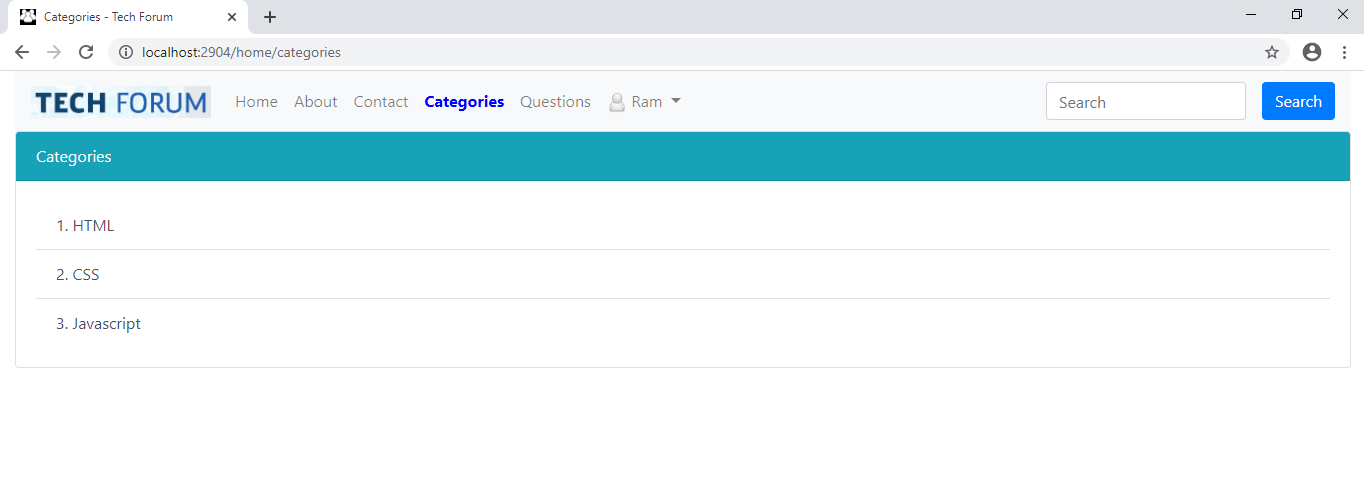 Categories - Tech Forum
localhost:2904/home/categories
TECH FORUM Home About Contact Categories Questions Ram Search Search
Categories
1. HTML
2. CSS
3. Javascript